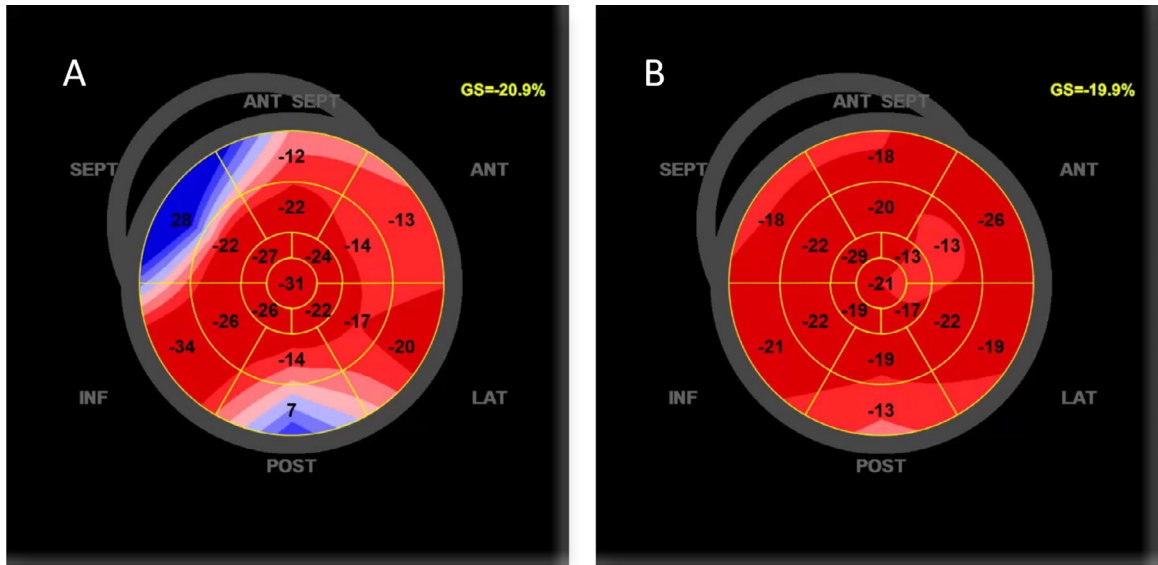 A
GS=-20.9%
ANT SEPT
SEPT
ANT
-12
28
-22
-13
-22
-14
-27
-24
-31
-26
-22
-26
-17
-34
-20
-14
7
INF
LAT
POST
B
GS=-19.9%
ANT SEPT
SEPT
ANT
-18
-18
-20
-26
-22
-13
-29
-13
-21
-19
-17
-22
-22
-21
-19
-19
-13
INF
LAT
POST